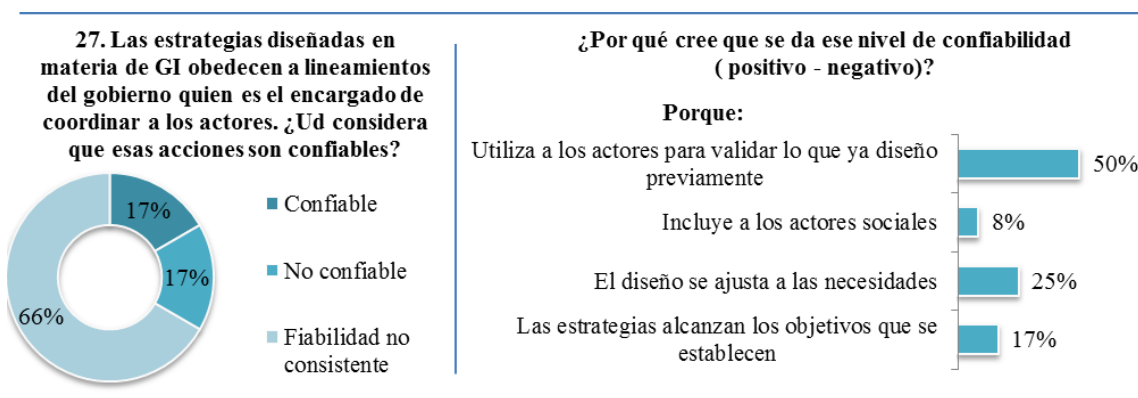 27. Las estrategias diseñadas en
materia de GI obedecen a lineamientos
del gobierno quien es el encargado de
coordinar a los actores. ¿Ud considera
que esas acciones son confiables?
17%
17%
66%
Confiable
No confiable
Fiabilidad no
consistente
¿Por qué cree que se da ese nivel de confiabilidad
( positivo - negativo)?
Porque:
Utiliza a los actores para validar lo que ya diseño
previamente
50%
Incluye a los actores sociales
8%
El diseño se ajusta a las necesidades
25%
Las estrategias alcanzan los objetivos que se
establecen
17%